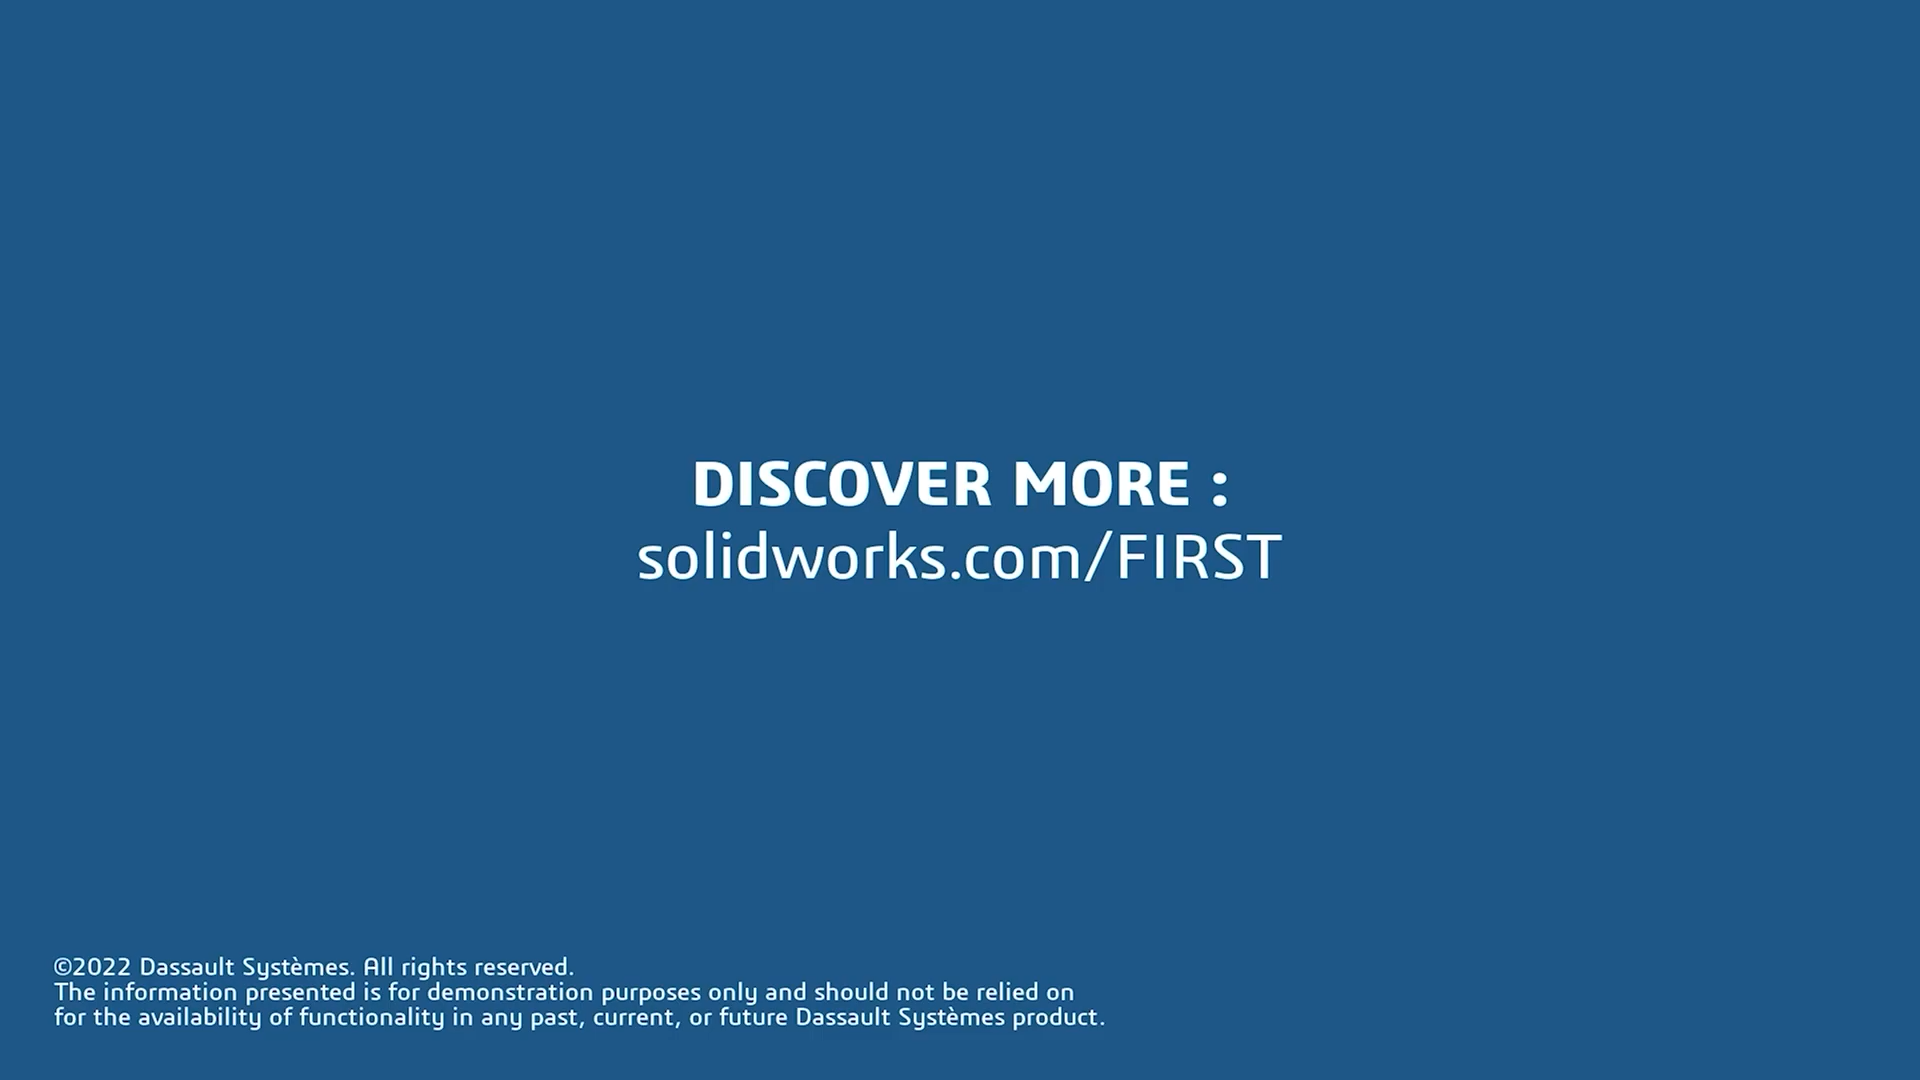 DISCOVER MORE :
solidworks.com/FIRST
©2022 Dassault Systèmes. All rights reserved.
The information presented is for demonstration purposes only and should not be relied on
for the availability of functionality in any past, current, or future Dassault Systèmes product.